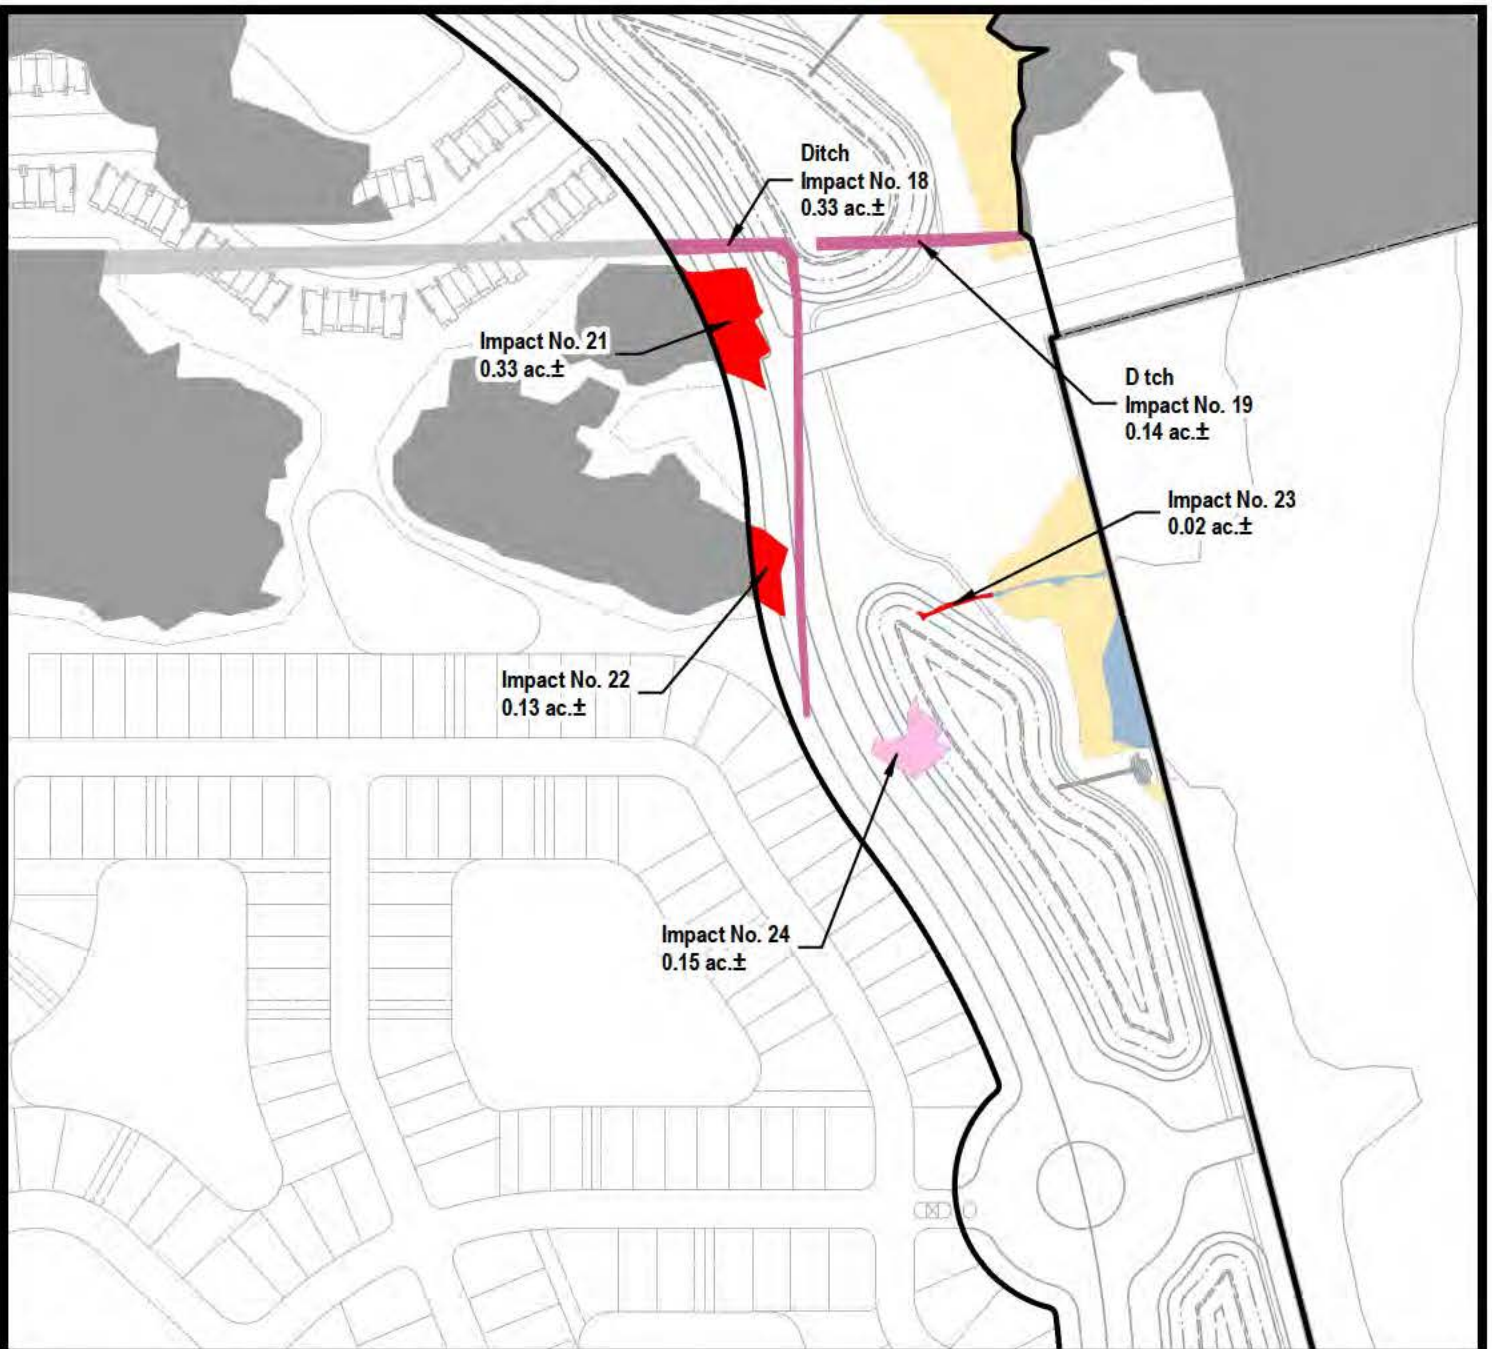 Ditch
Impact No. 18
0.33 ac.±
Impact No. 21
0.33 ac.±
D tch
Impact No. 19
0.14 ac.±
Impact No. 23
0.02 ac.±
Impact No. 22
0.13 ac.±
Impact No. 24
0.15 ac.±